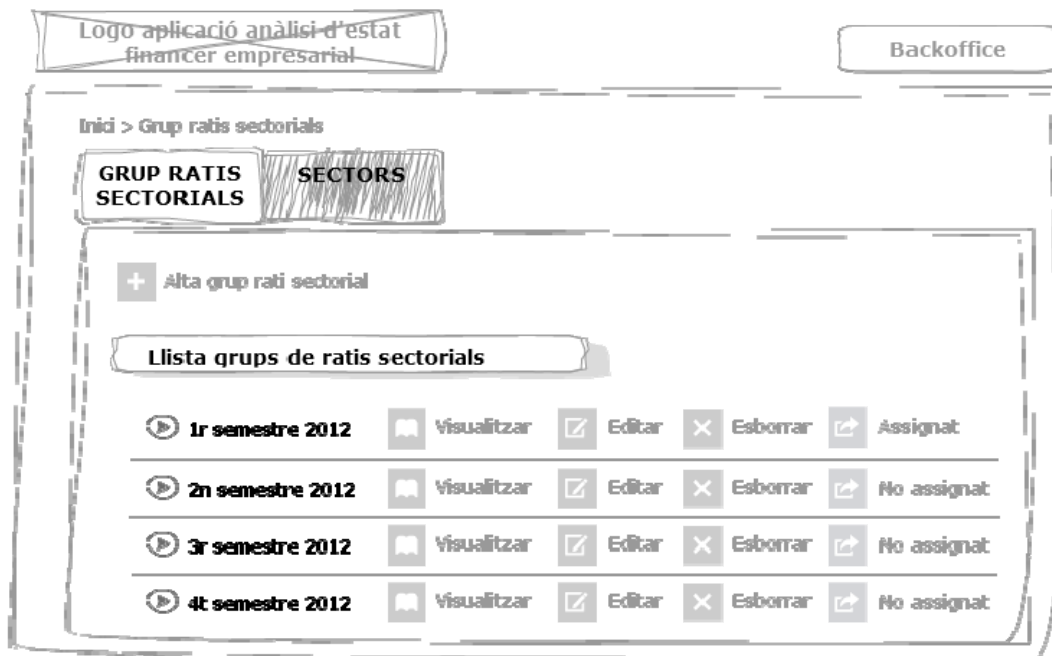 Logo aplicació anàlisi d'estat
financer empresarial
Backoffice
Inici > Grup ratis sectorials
GRUP RATIS
SECTORIALS
SECTORS
Alta grup rati sectorial
Llista grups de ratis sectorials
1r semestre 2012 Visualitzar Editar Esborrar Assignat
2n semestre 2012 Visualitzar Editar Esborrar No assignat
3r semestre 2012 Visualitzar Editar Esborrar No assignat
4t semestre 2012 Visualitzar Editar Esborrar No assignat